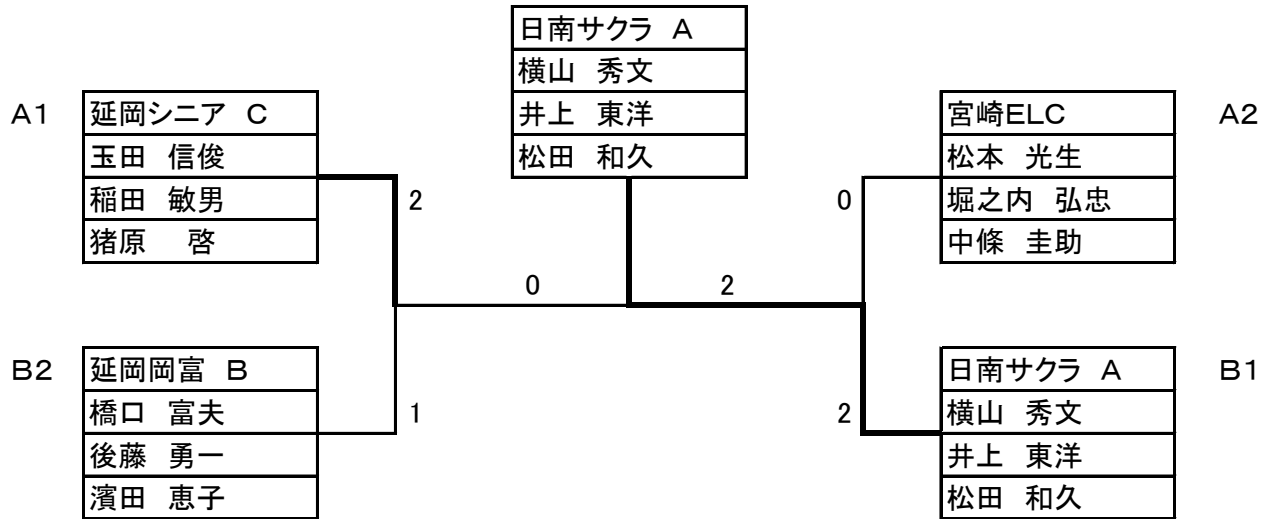 日南サクラ A
横山 秀文
井上 東洋
松田 和久
A1
延岡シニア C
玉田 信俊
稲田 敏男
猪原 啓
宮崎ELC
松本 光生
堀之内 弘忠
中條 圭助
A2
2
0
0
2
B2
延岡岡富 B
橋口 富夫
後藤 勇一
濱田 恵子
1
2
日南サクラ A
横山 秀文
井上 東洋
松田 和久
B1